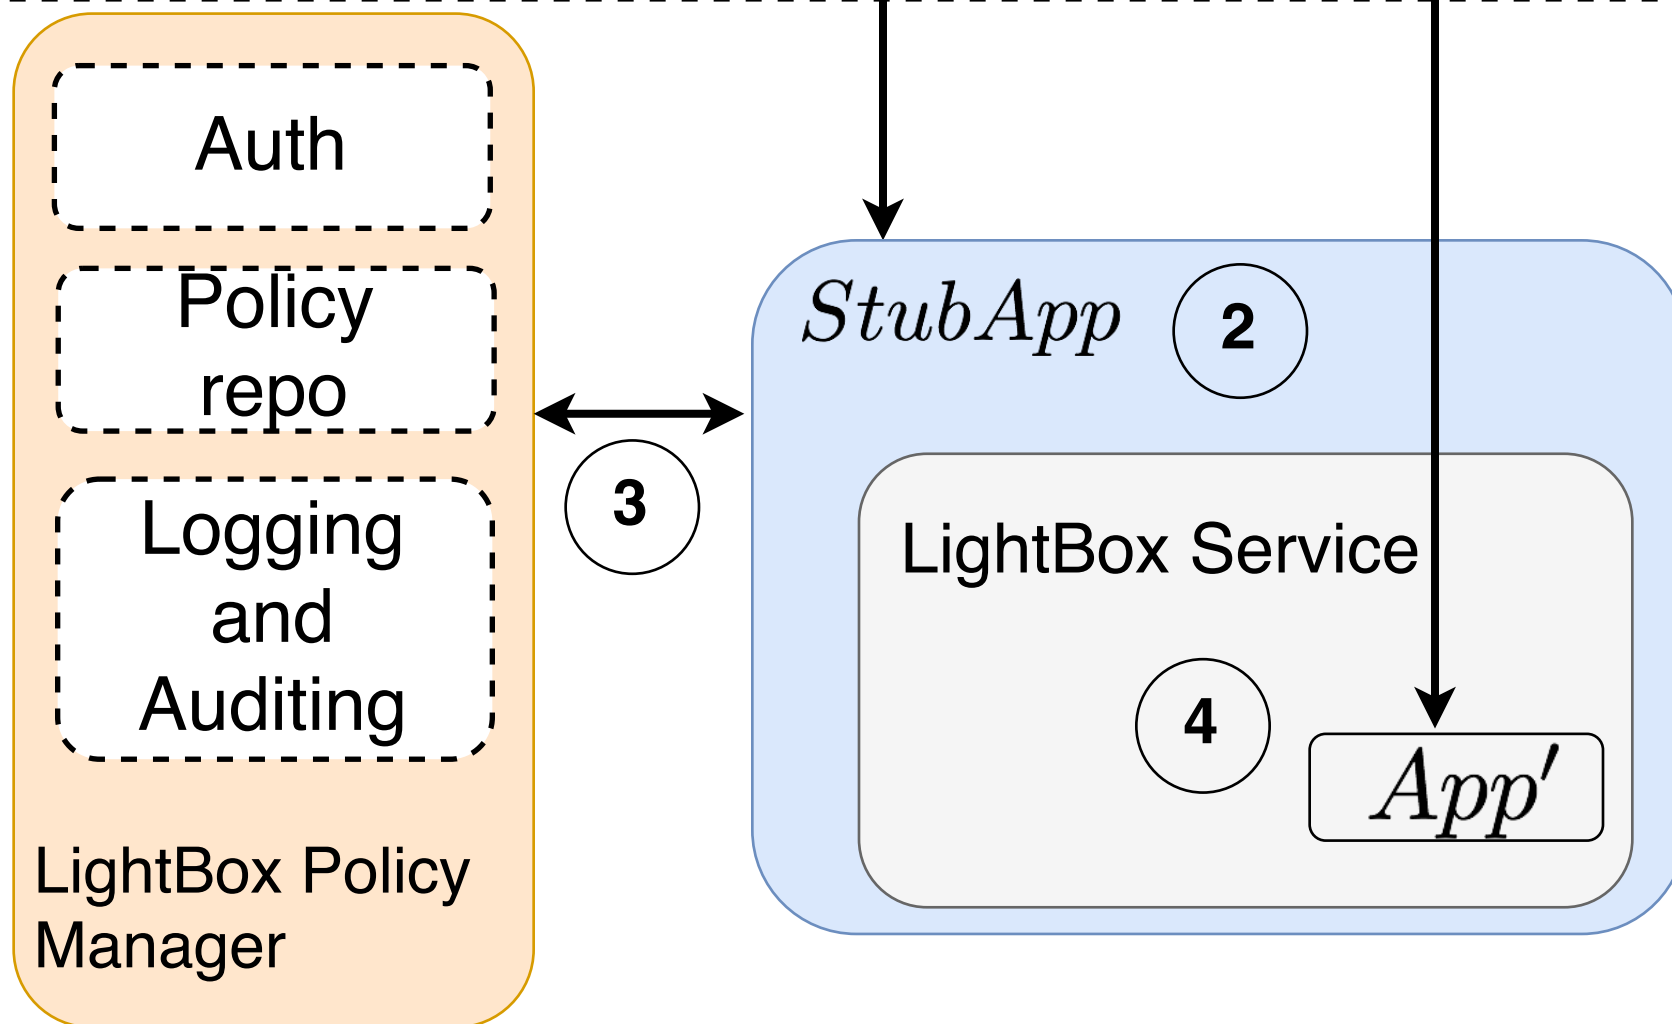 Auth
Policy
repo
Logging
and
Auditing
LightBox Policy
Manager
3
StubApp
2
LightBox Service
4
App′